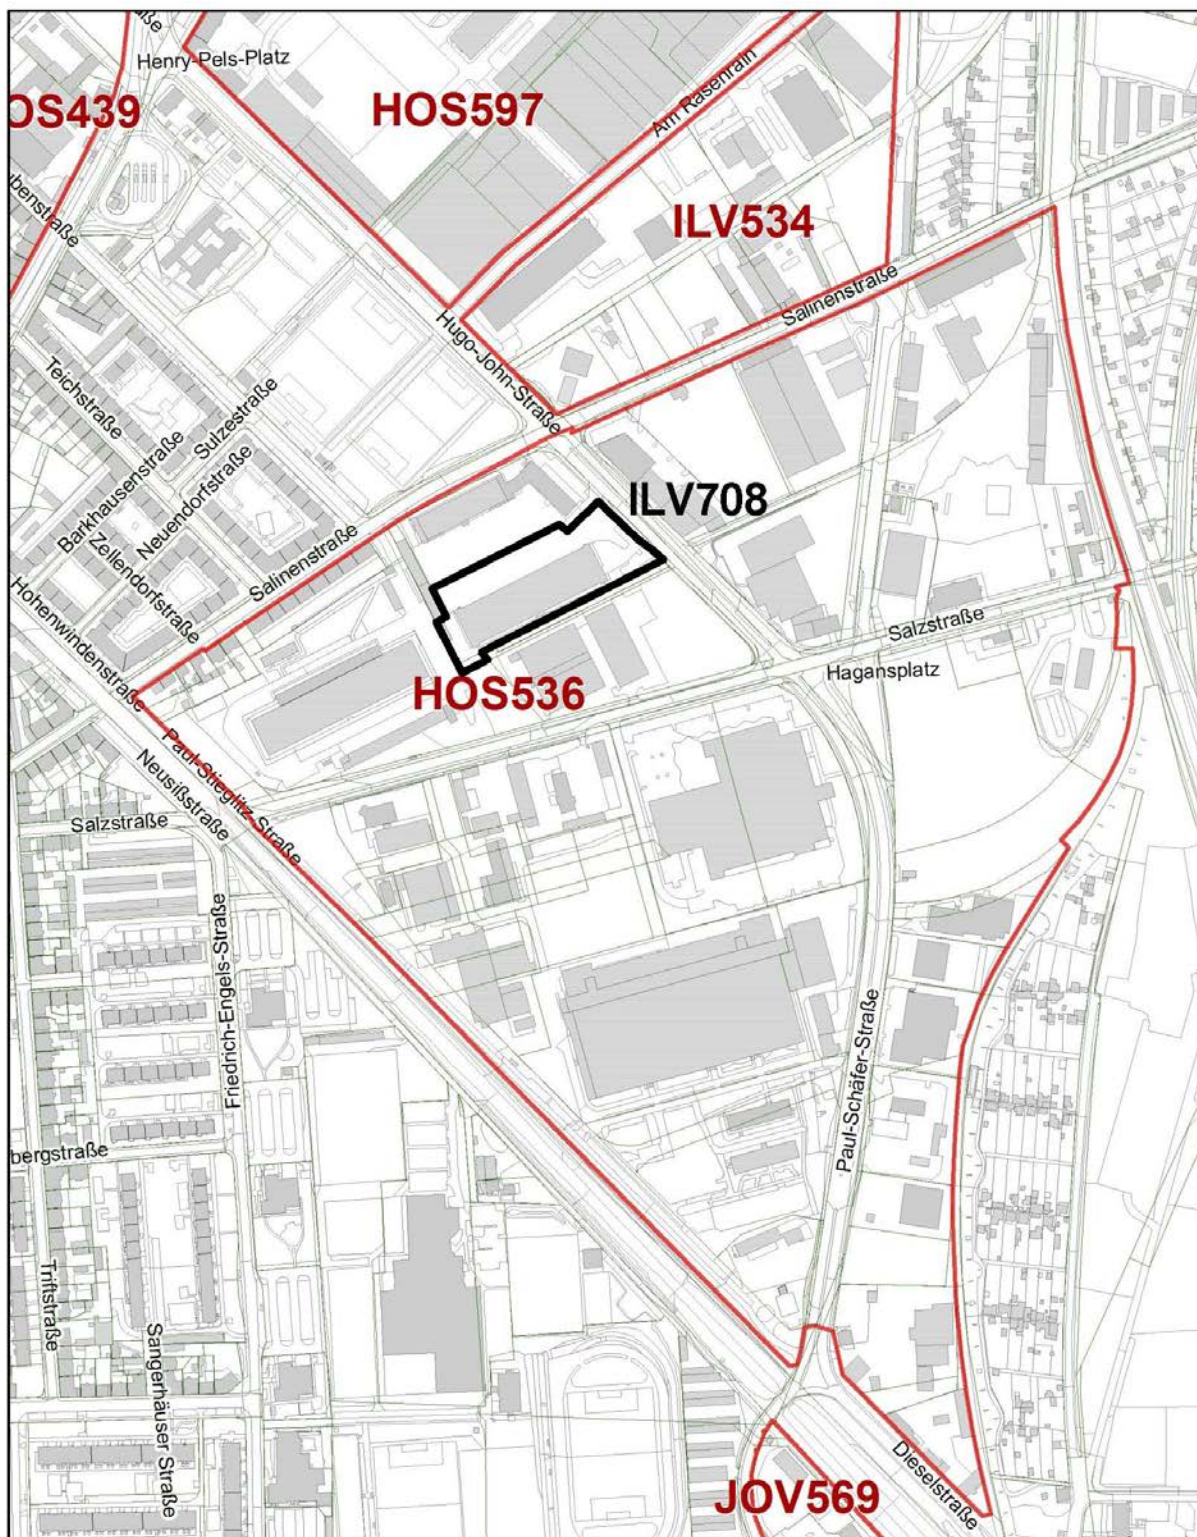 Henry-Pels-Platz
OS439
HOS597
Am Rasenrain
ILV534
ubenstraße
Salinenstraße
Hugo-John-Straße
Teichstraße
Sulzestraße
Barkhausenstraße
Neuendorfstraße
Zellendorfstraße
Salinenstraße
ILV708
Hohenwindenstraße
HOS536
Salzstraße
Hagansplatz
Paul-Stieglitz Straße
Neusißstraße
Salzstraße
Friedrich-Engels-Straße
Paul-Schäfer-Straße
bergstraße
Triftstraße
Sangerhäuser Straße
Dieselstraße
JOV569